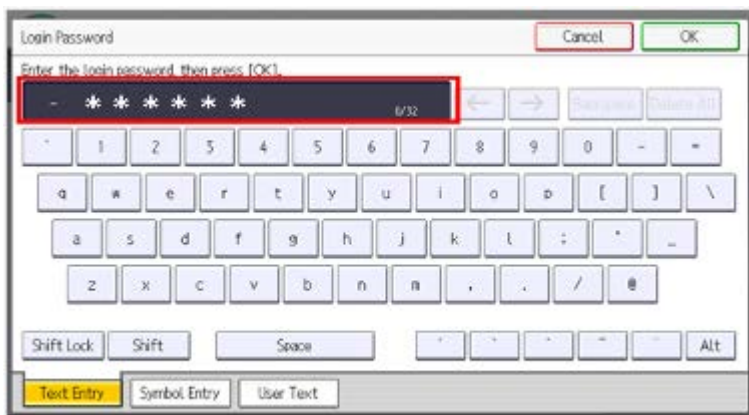 Login Password Cancel OK
Enter the login password, then press [OK].
- ****** 0/32 ← → Backspace Delete All
` 1 2 3 4 5 6 7 8 9 0 - =
q w e r t y u i o p [ ] \
a s d f g h j k l ; ' _
z x c v b n m , . / @
Shift Lock Shift Space Alt
Text Entry Symbol Entry User Text